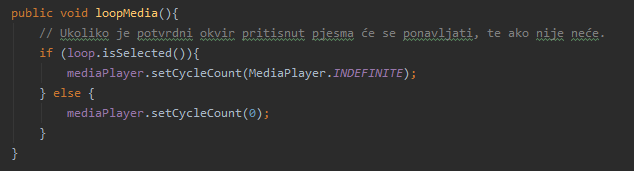 public void loopMedia(){
// Ukoliko je potvrdni okvir pritisnut pjesma će se ponavljati, te ako nije neće.
if (loop.isSelected()){
mediaPlayer.setCycleCount(MediaPlayer.INDEFINITE);
} else {
mediaPlayer.setCycleCount(0);
}
}